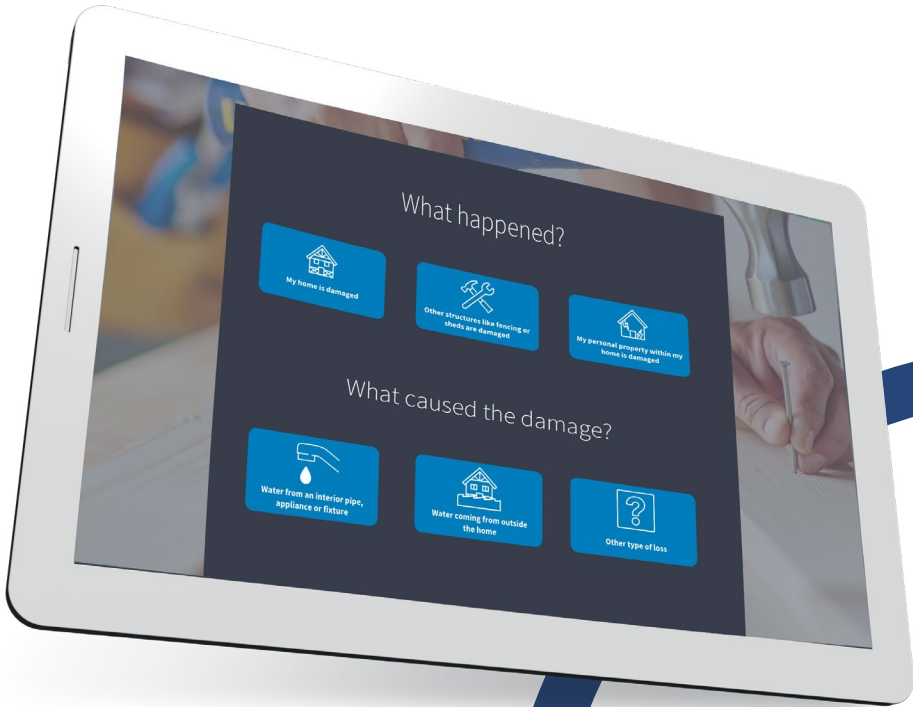 What happened?
My home is damaged
Other structures like fencing or
sheds are damaged
My personal property within my
home is damaged
What caused the damage?
Water from an interior pipe,
appliance or fixture
Water coming from outside
the home
Other type of loss